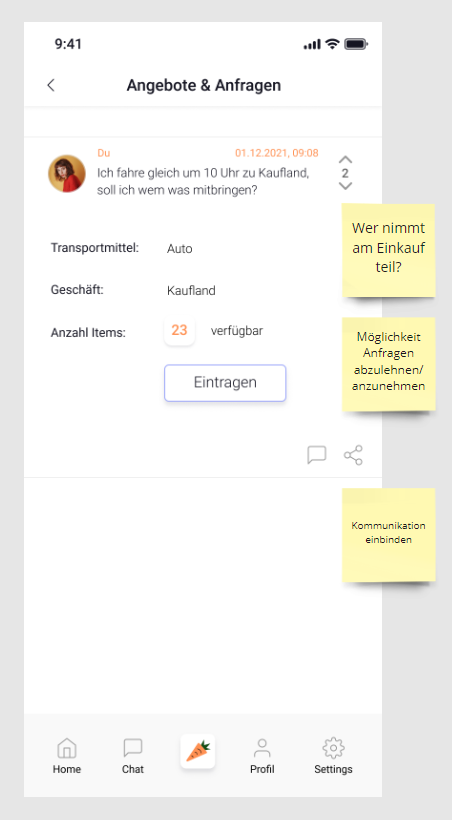 9:41
Angebote & Anfragen
Du 01.12.2021, 09:08
Ich fahre gleich um 10 Uhr zu Kaufland,
soll ich wem was mitbringen?
2
Wer nimmt
am Einkauf
teil?
Transportmittel: Auto
Geschäft: Kaufland
Anzahl Items: 23 verfügbar
Möglichkeit
Anfragen
abzulehnen/
anzunehmen
Eintragen
Kommunikation
einbinden
Home Chat Profil Settings